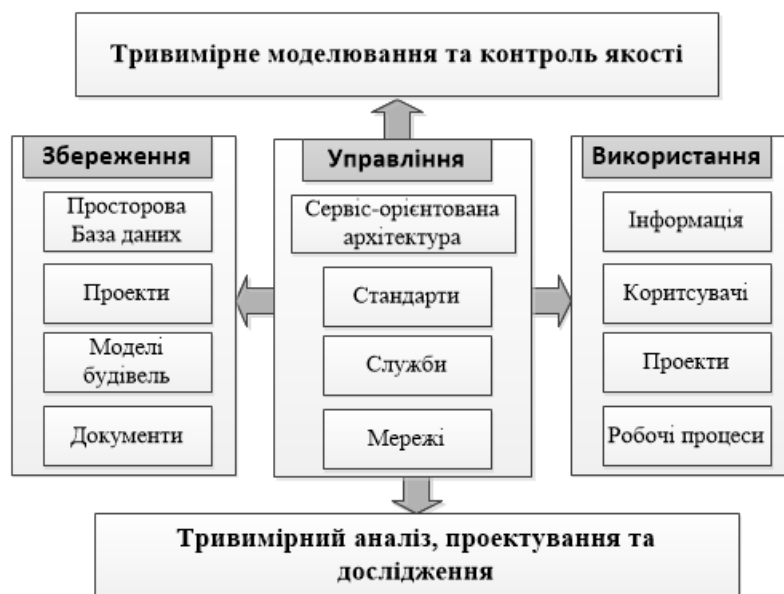 Тривимірне моделювання та контроль якості
Збереження
Просторова
База даних
Проекти
Моделі
будівель
Документи
Управління
Сервіс-орієнтована
архітектура
Стандарти
Служби
Мережі
Використання
Інформація
Коритсувачі
Проекти
Робочі процеси
Тривимірний аналіз, проектування та
дослідження